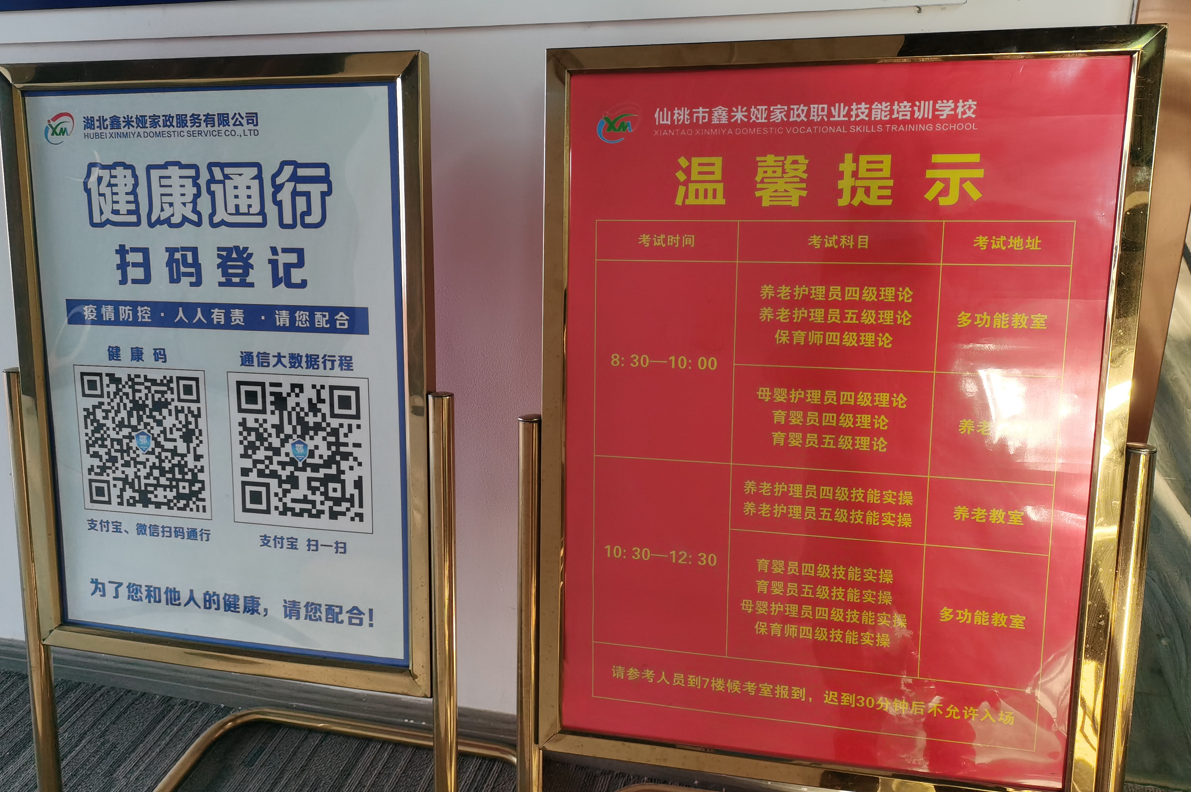 湖北鑫米娅家政服务有限公司
HUBEI XINMIYA DOMESTIC SERVICE CO.,LTD
健康通行
扫码登记
疫情防控·人人有责·请您配合
健康码
通信大数据行程
支付宝、微信扫码通行
支付宝 扫一扫
为了您和他人的健康，请您配合！
仙桃市鑫米娅家政职业技能培训学校
XIANTAO XINMIYA DOMESTIC VOCATIONAL SKILLS TRAINING SCHOOL
温馨提示
考试时间 考试科目 考试地址
8:30—10:00
养老护理员四级理论
养老护理员五级理论
保育师四级理论
多功能教室
母婴护理员四级理论
育婴员四级理论
育婴员五级理论
养
10:30—12:30
养老护理员四级技能实操
养老护理员五级技能实操
养老教室
育婴员四级技能实操
育婴员五级技能实操
母婴护理员四级技能实操
保育师四级技能实操
多功能教室
请参考人员到7楼候考室报到，迟到30分钟后不允许入场